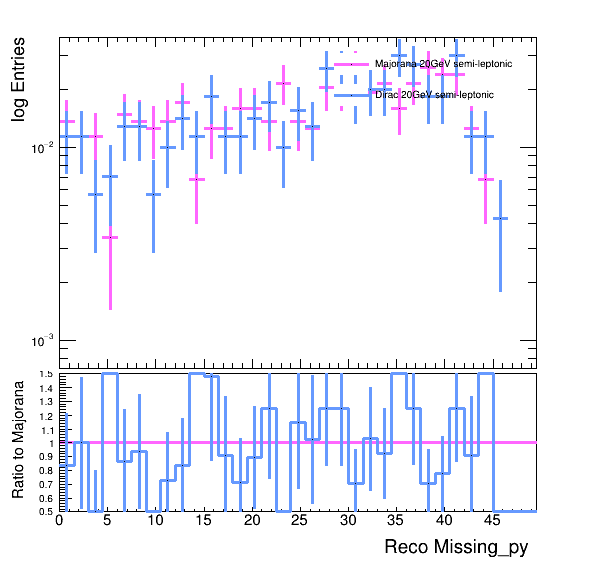 log Entries
Majorana 20GeV semi-leptonic
Dirac 20GeV semi-leptonic
10⁻²
10⁻³
Ratio to Majorana
1.5
1.4
1.3
1.2
1.1
1
0.9
0.8
0.7
0.6
0.5
0 5 10 15 20 25 30 35 40 45
Reco Missing_py